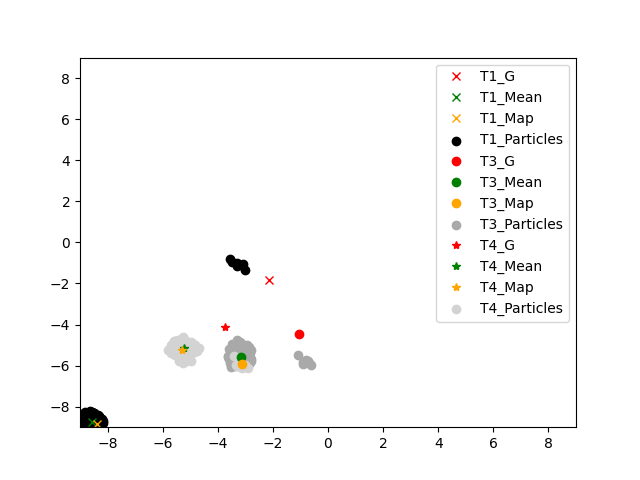 8
6
4
2
0
−2
−4
−6
−8
−8 −6 −4 −2 0 2 4 6 8
T1_G
T1_Mean
T1_Map
T1_Particles
T3_G
T3_Mean
T3_Map
T3_Particles
T4_G
T4_Mean
T4_Map
T4_Particles